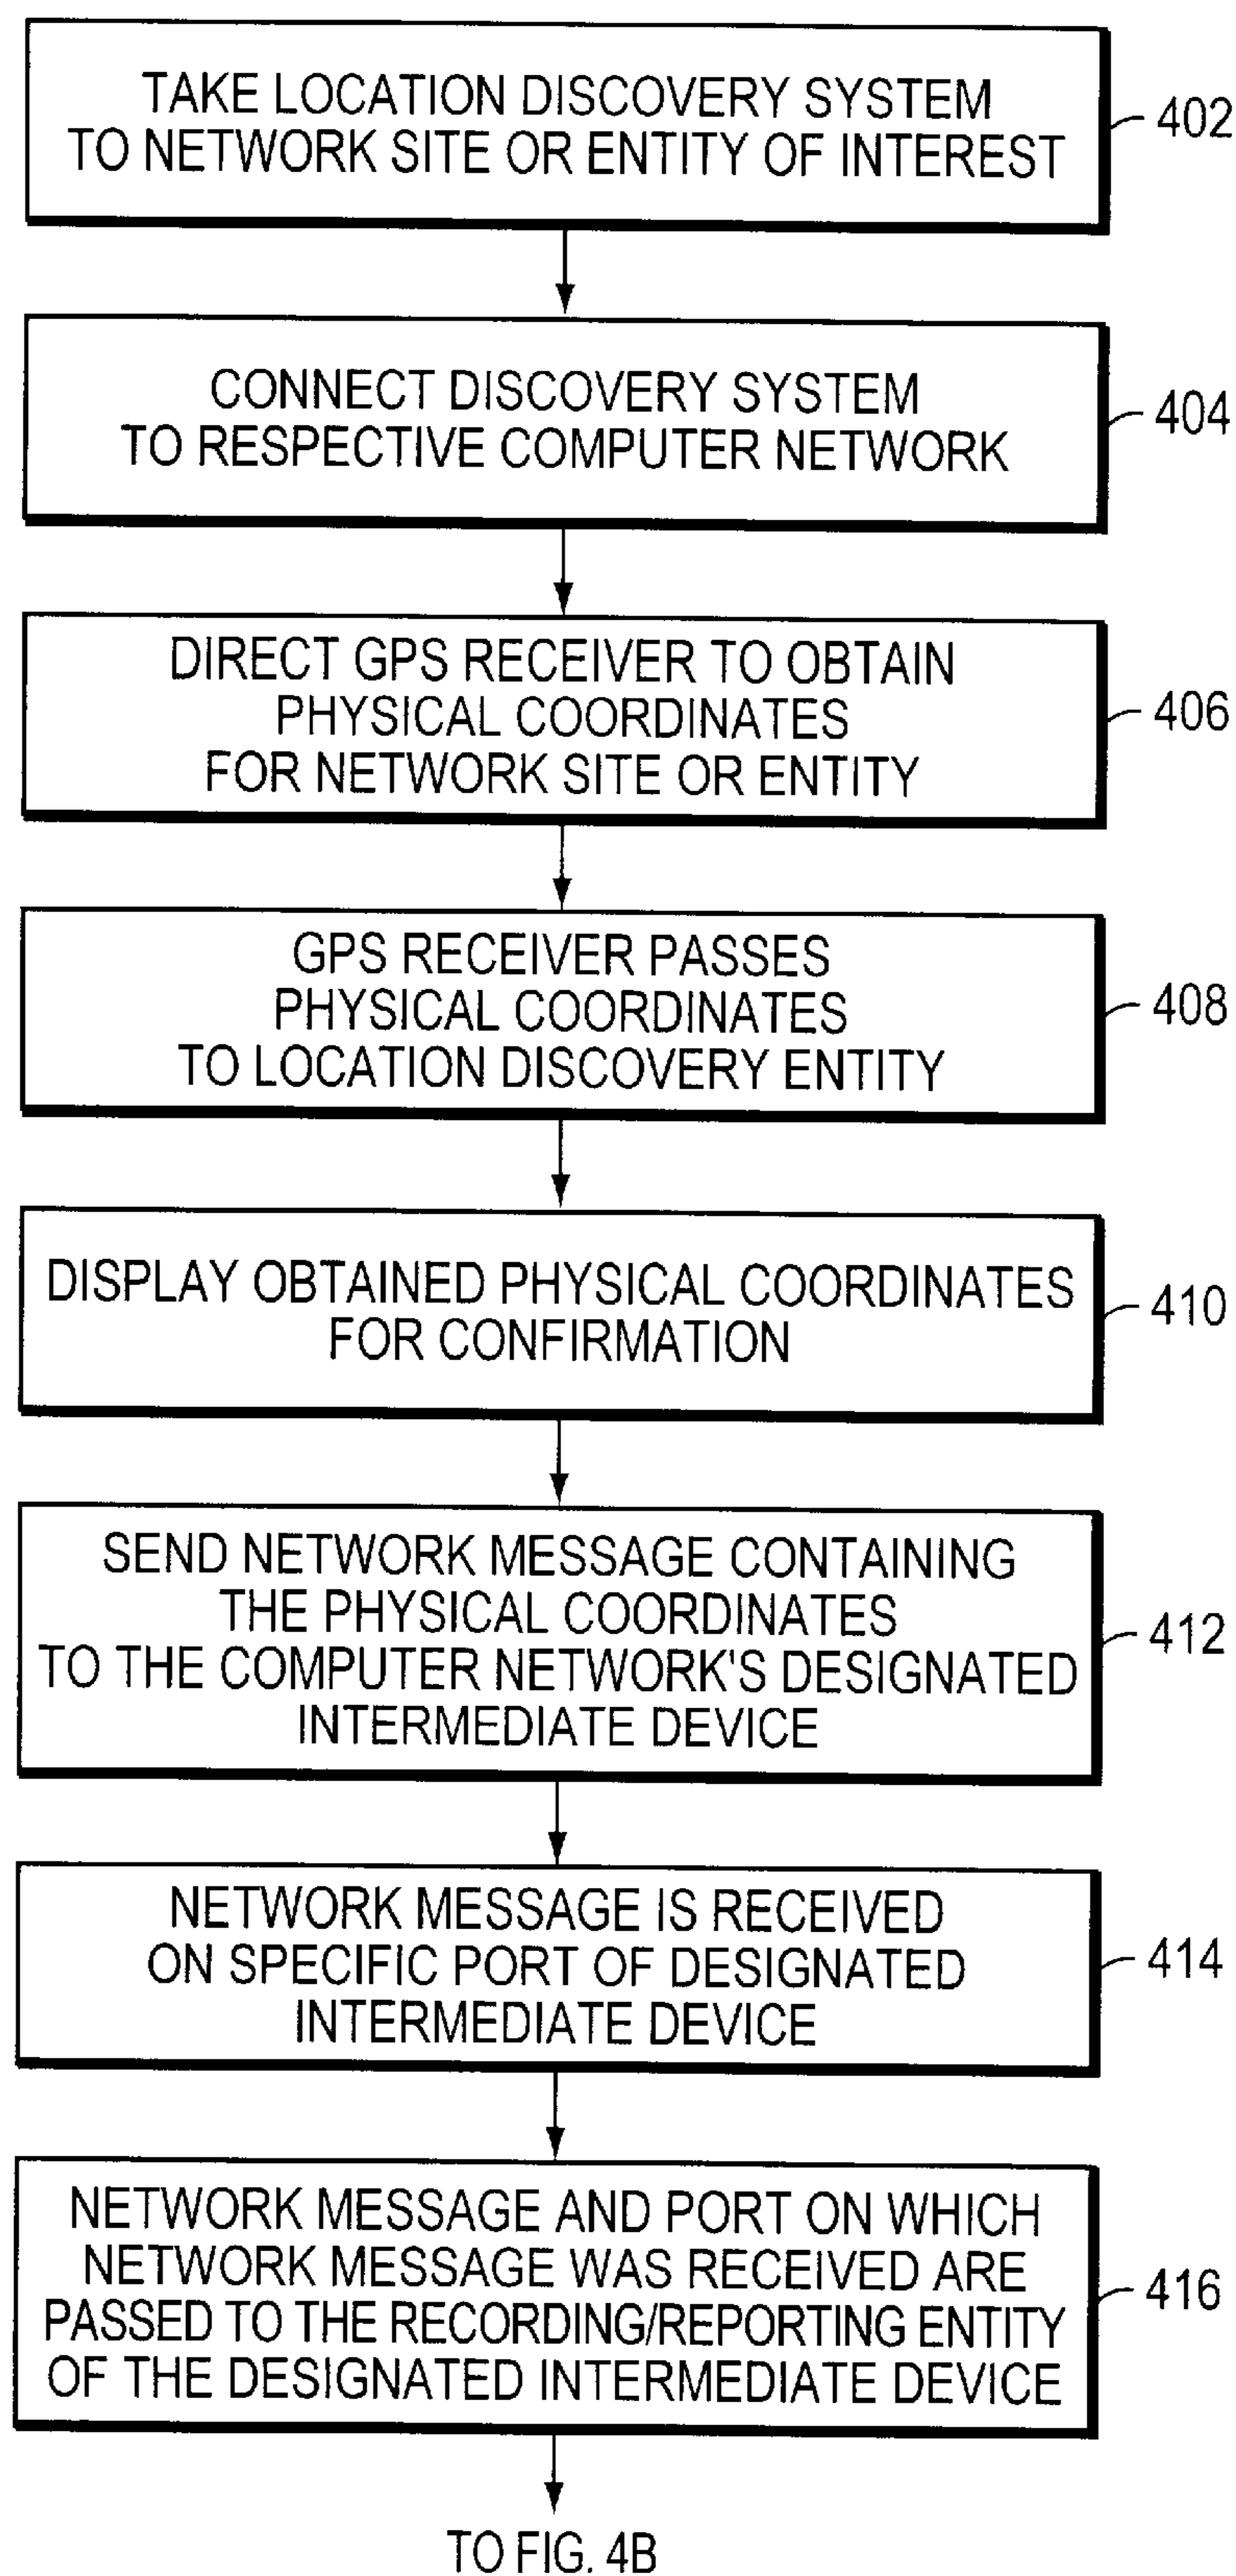 TAKE LOCATION DISCOVERY SYSTEM
TO NETWORK SITE OR ENTITY OF INTEREST
402
CONNECT DISCOVERY SYSTEM
TO RESPECTIVE COMPUTER NETWORK
404
DIRECT GPS RECEIVER TO OBTAIN
PHYSICAL COORDINATES
FOR NETWORK SITE OR ENTITY
406
GPS RECEIVER PASSES
PHYSICAL COORDINATES
TO LOCATION DISCOVERY ENTITY
408
DISPLAY OBTAINED PHYSICAL COORDINATES
FOR CONFIRMATION
410
SEND NETWORK MESSAGE CONTAINING
THE PHYSICAL COORDINATES
TO THE COMPUTER NETWORK'S DESIGNATED
INTERMEDIATE DEVICE
412
NETWORK MESSAGE IS RECEIVED
ON SPECIFIC PORT OF DESIGNATED
INTERMEDIATE DEVICE
414
NETWORK MESSAGE AND PORT ON WHICH
NETWORK MESSAGE WAS RECEIVED ARE
PASSED TO THE RECORDING/REPORTING ENTITY
OF THE DESIGNATED INTERMEDIATE DEVICE
416
TO FIG. 4B